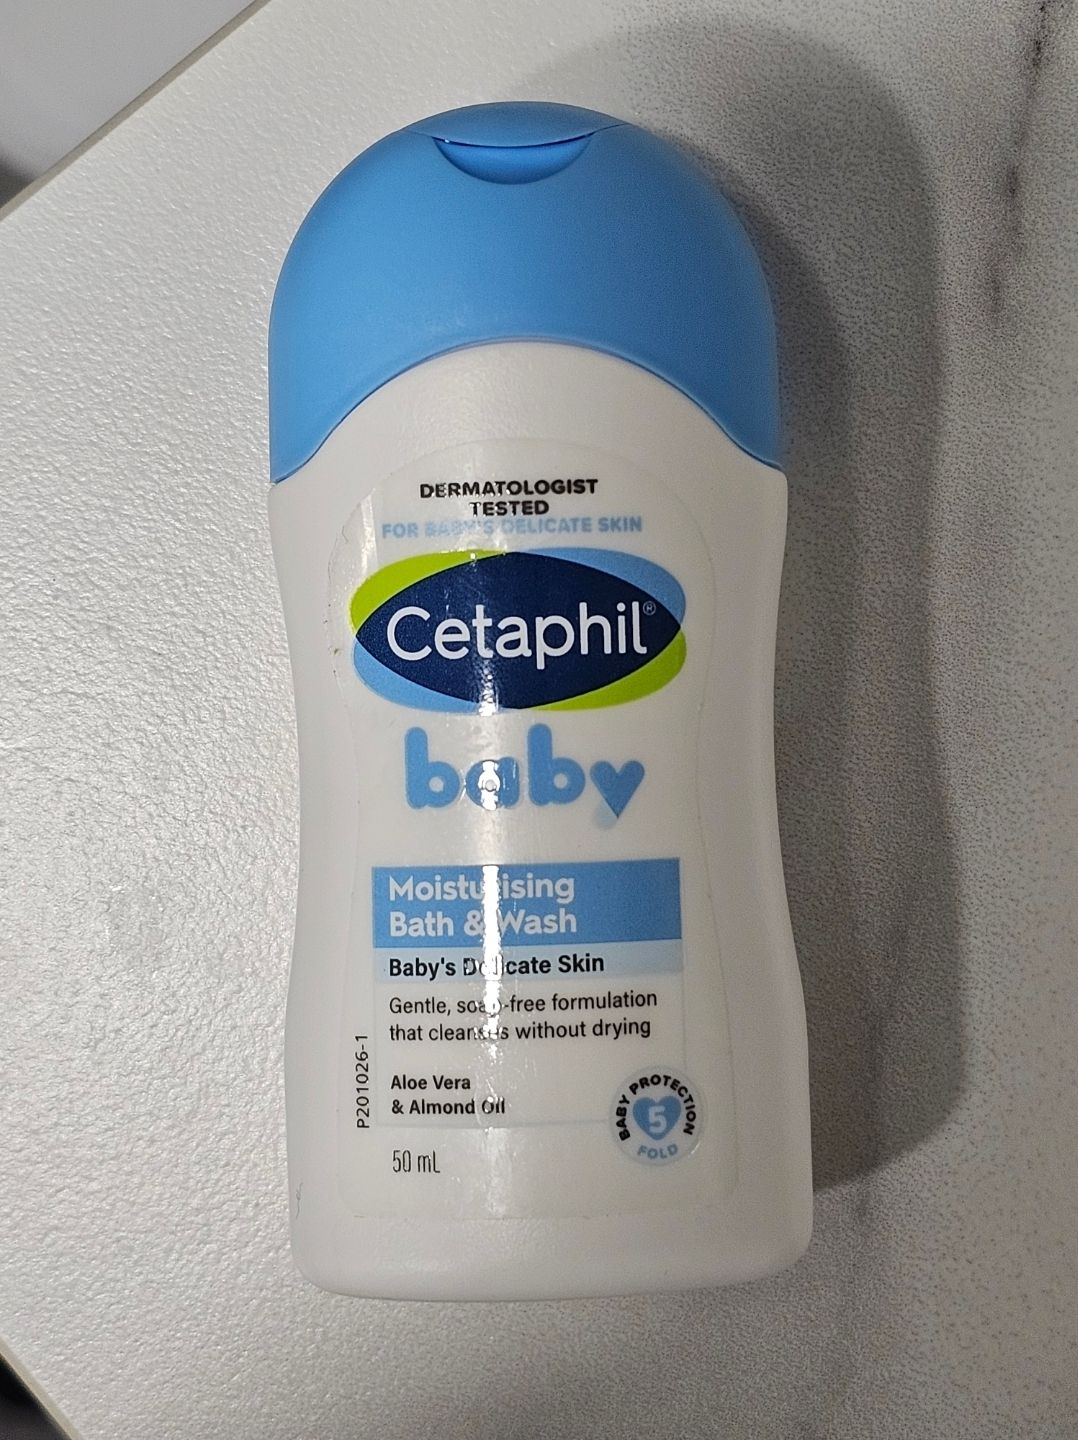 DERMATOLOGIST
TESTED
FOR BABY'S DELICATE SKIN
Cetaphil®
baby
Moisturising
Bath & Wash
Baby's Delicate Skin
Gentle, soap-free formulation
that cleanses without drying
Aloe Vera
& Almond Oil
50 mL
P201026-1
BABY PROTECTION
5
FOLD